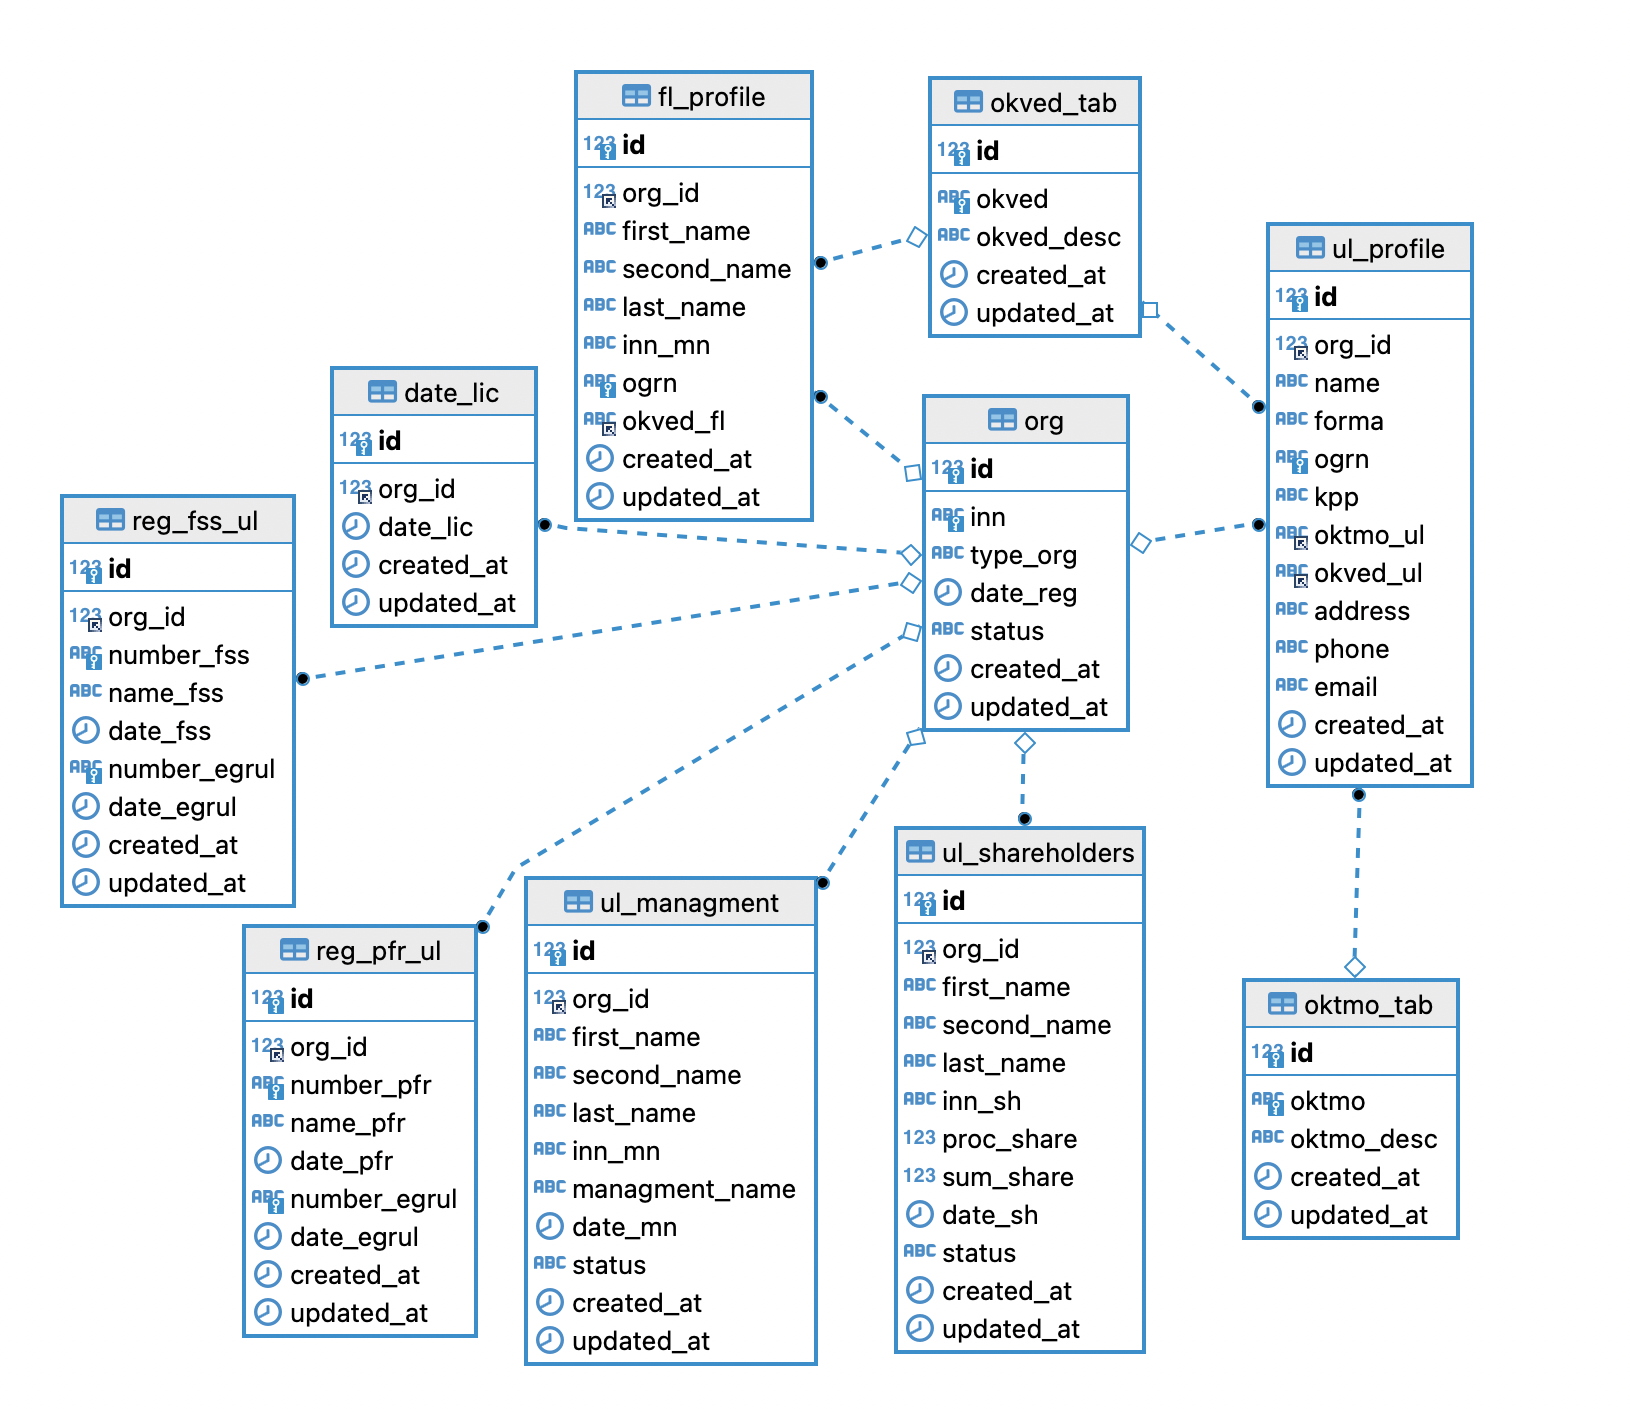 fl_profile
123 id
123 org_id
ABC first_name
ABC second_name
ABC last_name
ABC inn_mn
ABC ogrn
ABC okved_fl
created_at
updated_at
okved_tab
123 id
ABC okved
ABC okved_desc
created_at
updated_at
ul_profile
123 id
123 org_id
ABC name
ABC forma
ABC ogrn
ABC kpp
ABC oktmo_ul
ABC okved_ul
ABC address
ABC phone
ABC email
created_at
updated_at
date_lic
123 id
123 org_id
date_lic
created_at
updated_at
org
123 id
ABC inn
ABC type_org
date_reg
ABC status
created_at
updated_at
reg_fss_ul
123 id
123 org_id
ABC number_fss
ABC name_fss
date_fss
ABC number_egrul
date_egrul
created_at
updated_at
reg_pfr_ul
123 id
123 org_id
ABC number_pfr
ABC name_pfr
date_pfr
ABC number_egrul
date_egrul
created_at
updated_at
ul_managment
123 id
123 org_id
ABC first_name
ABC second_name
ABC last_name
ABC inn_mn
ABC managment_name
date_mn
ABC status
created_at
updated_at
ul_shareholders
123 id
123 org_id
ABC first_name
ABC second_name
ABC last_name
ABC inn_sh
123 proc_share
123 sum_share
date_sh
ABC status
created_at
updated_at
oktmo_tab
123 id
ABC oktmo
ABC oktmo_desc
created_at
updated_at